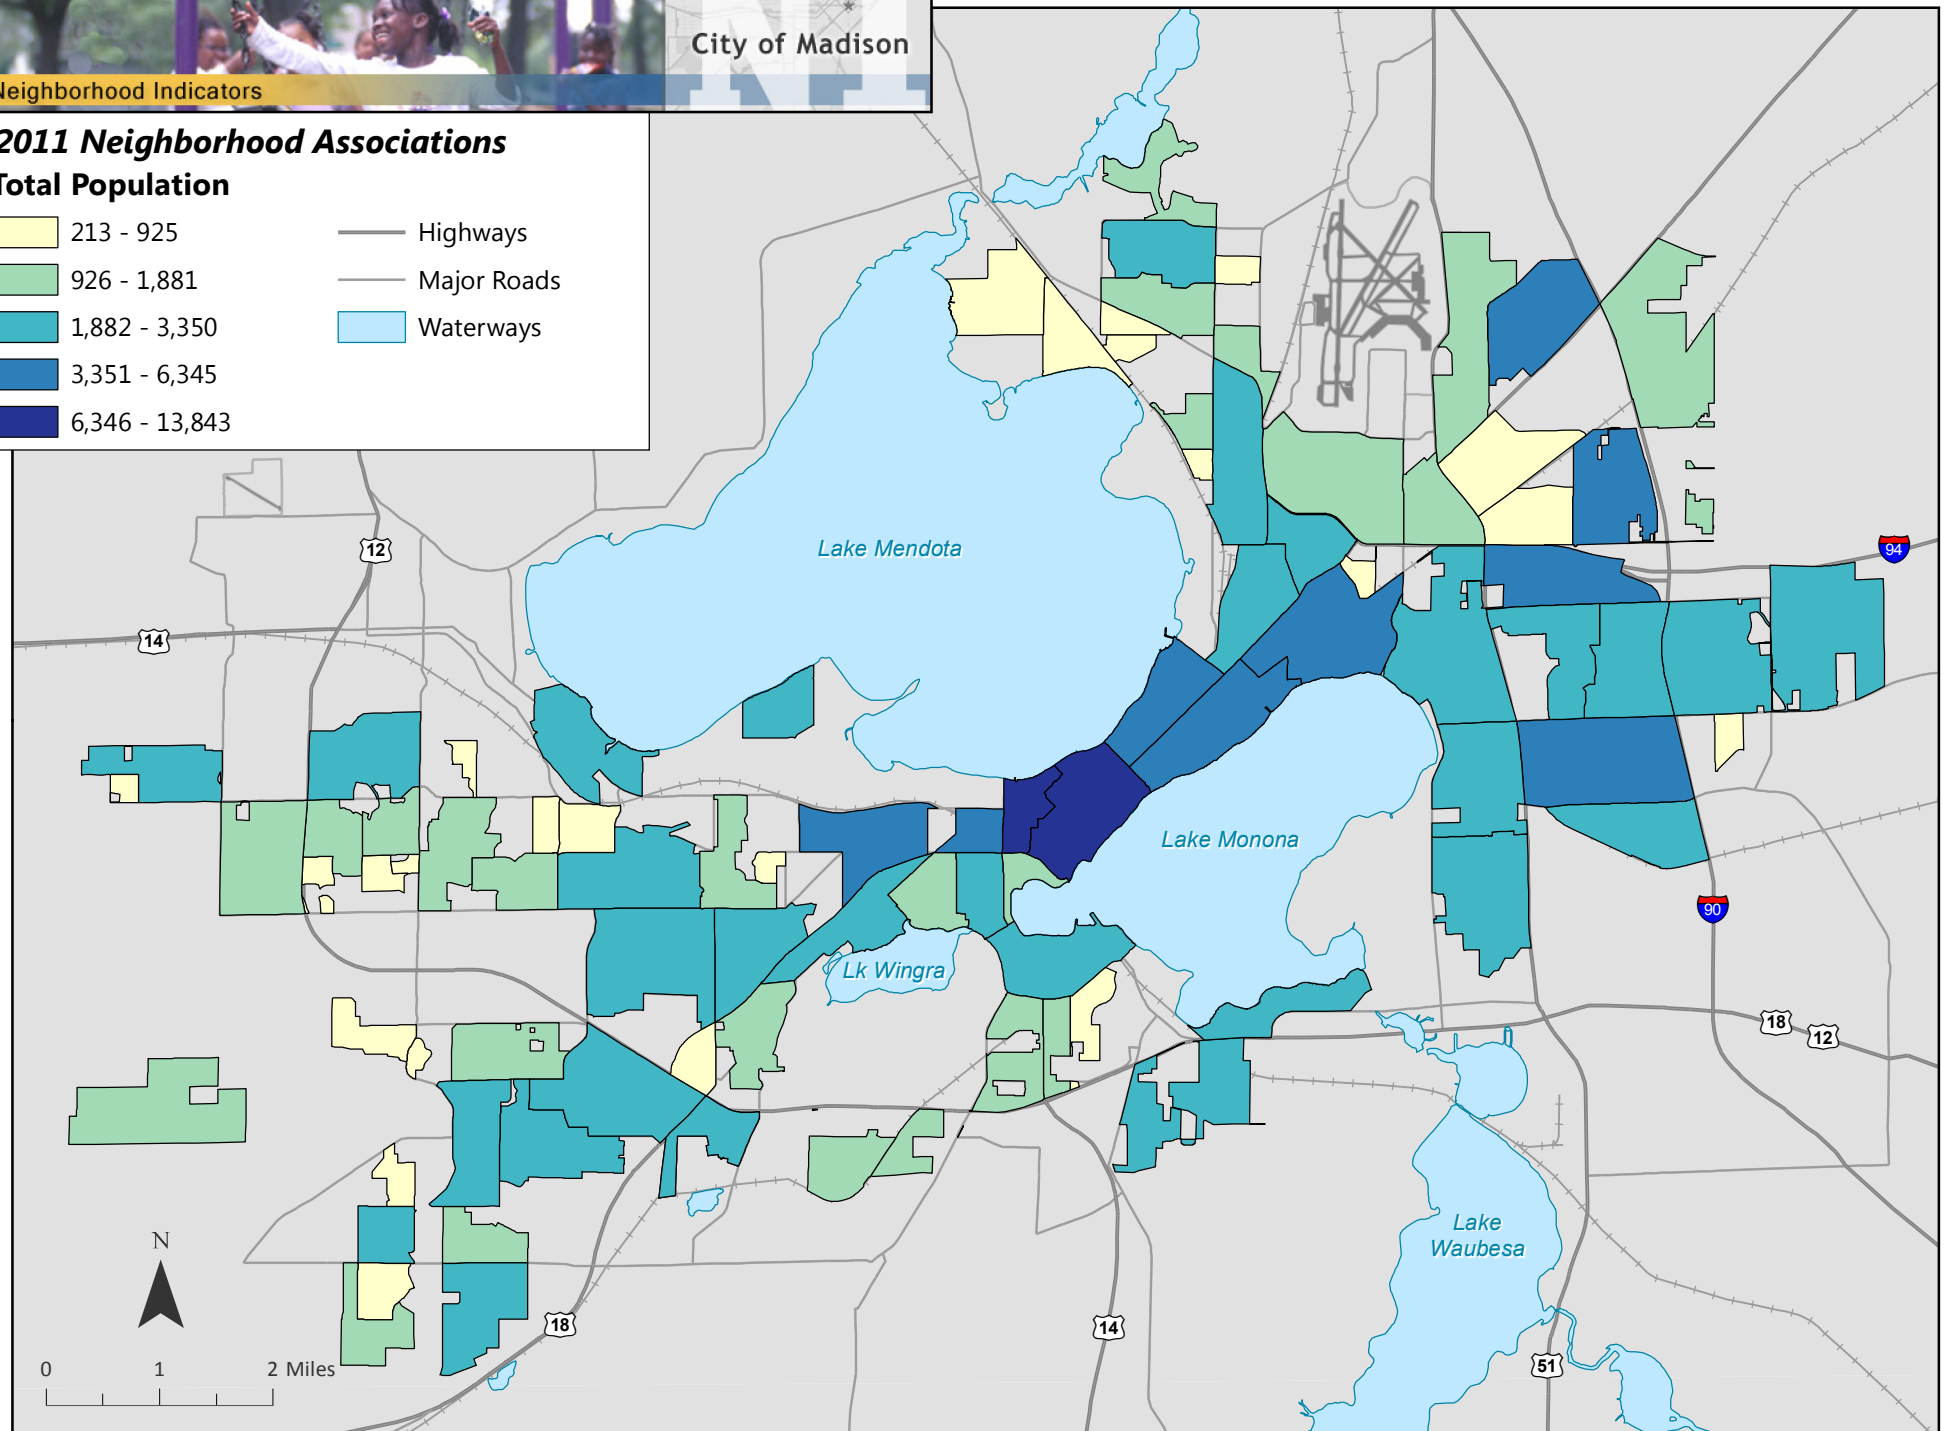 City of Madison
Neighborhood Indicators
2011 Neighborhood Associations
Total Population
213 - 925
926 - 1,881
1,882 - 3,350
3,351 - 6,345
6,346 - 13,843
Highways
Major Roads
Waterways
12
Lake Mendota
94
14
Lake Monona
90
Lk Wingra
18
12
Lake
Waubesa
N
18
14
51
0 1 2 Miles